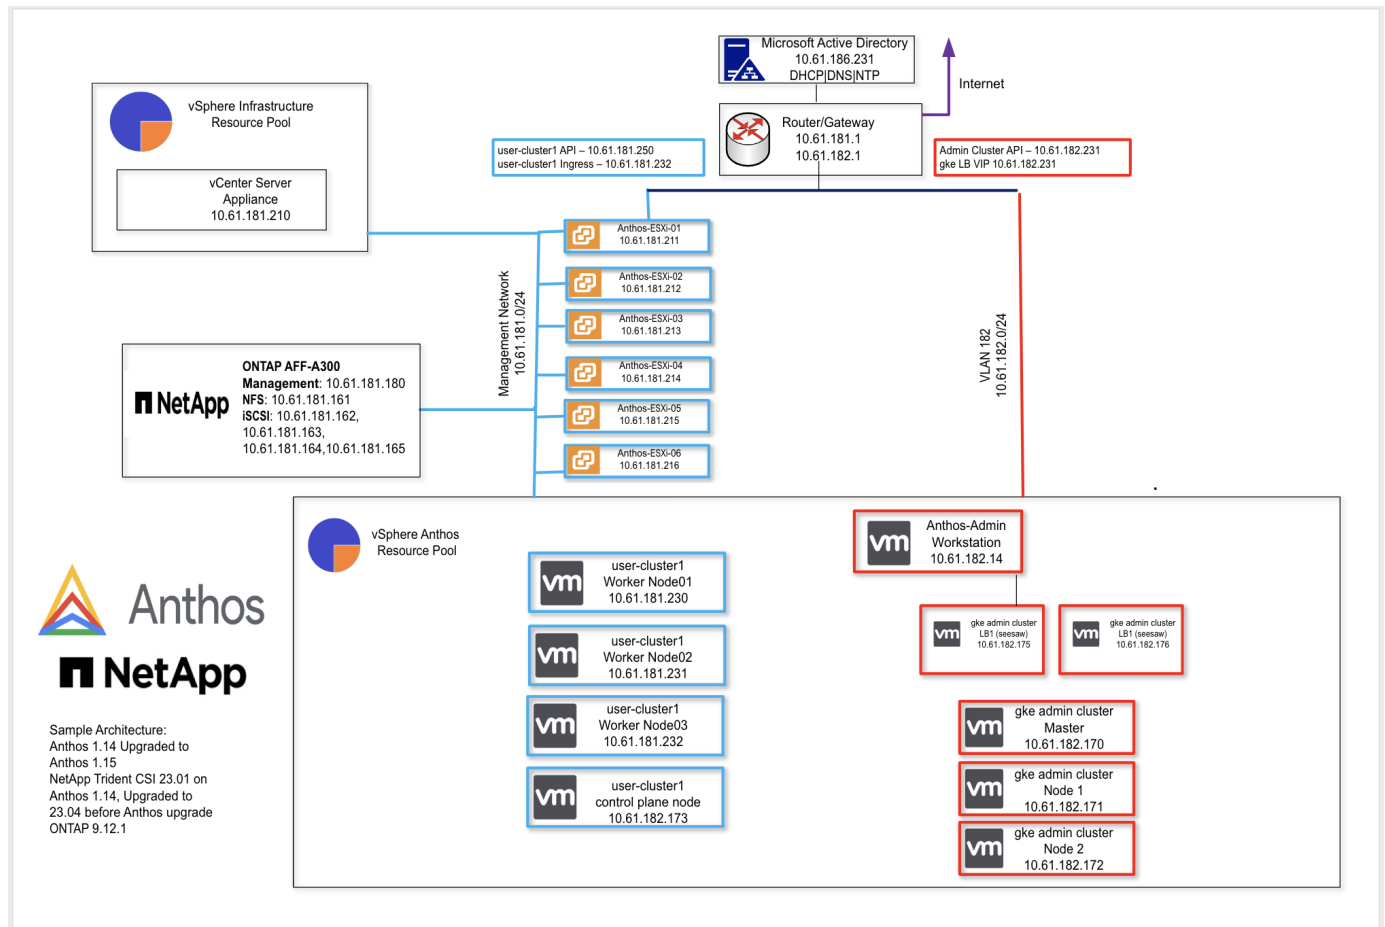 Microsoft Active Directory
10.61.186.231
DHCP|DNS|NTP
Internet
vSphere Infrastructure
Resource Pool
vCenter Server
Appliance
10.61.181.210
Router/Gateway
10.61.181.1
10.61.182.1
user-cluster1 API – 10.61.181.250
user-cluster1 Ingress – 10.61.181.232
Admin Cluster API – 10.61.182.231
gke LB VIP 10.61.182.231
Anthos-ESXi-01
10.61.181.211
Anthos-ESXi-02
10.61.181.212
Anthos-ESXi-03
10.61.181.213
Anthos-ESXi-04
10.61.181.214
Anthos-ESXi-05
10.61.181.215
Anthos-ESXi-06
10.61.181.216
Management Network
10.61.181.0/24
VLAN 182
10.61.182.0/24
NetApp
ONTAP AFF-A300
Management: 10.61.181.180
NFS: 10.61.181.161
iSCSI: 10.61.181.162,
10.61.181.163,
10.61.181.164,10.61.181.165
vSphere Anthos
Resource Pool
vm
user-cluster1
Worker Node01
10.61.181.230
vm
user-cluster1
Worker Node02
10.61.181.231
vm
user-cluster1
Worker Node03
10.61.181.232
vm
user-cluster1
control plane node
10.61.182.173
vm
Anthos-Admin
Workstation
10.61.182.14
vm
gke admin cluster
LB1 (seesaw)
10.61.182.175
vm
gke admin cluster
LB1 (seesaw)
10.61.182.176
vm
gke admin cluster
Master
10.61.182.170
vm
gke admin cluster
Node 1
10.61.182.171
vm
gke admin cluster
Node 2
10.61.182.172
Anthos
NetApp
Sample Architecture:
Anthos 1.14 Upgraded to
Anthos 1.15
NetApp Trident CSI 23.01 on
Anthos 1.14, Upgraded to
23.04 before Anthos upgrade
ONTAP 9.12.1